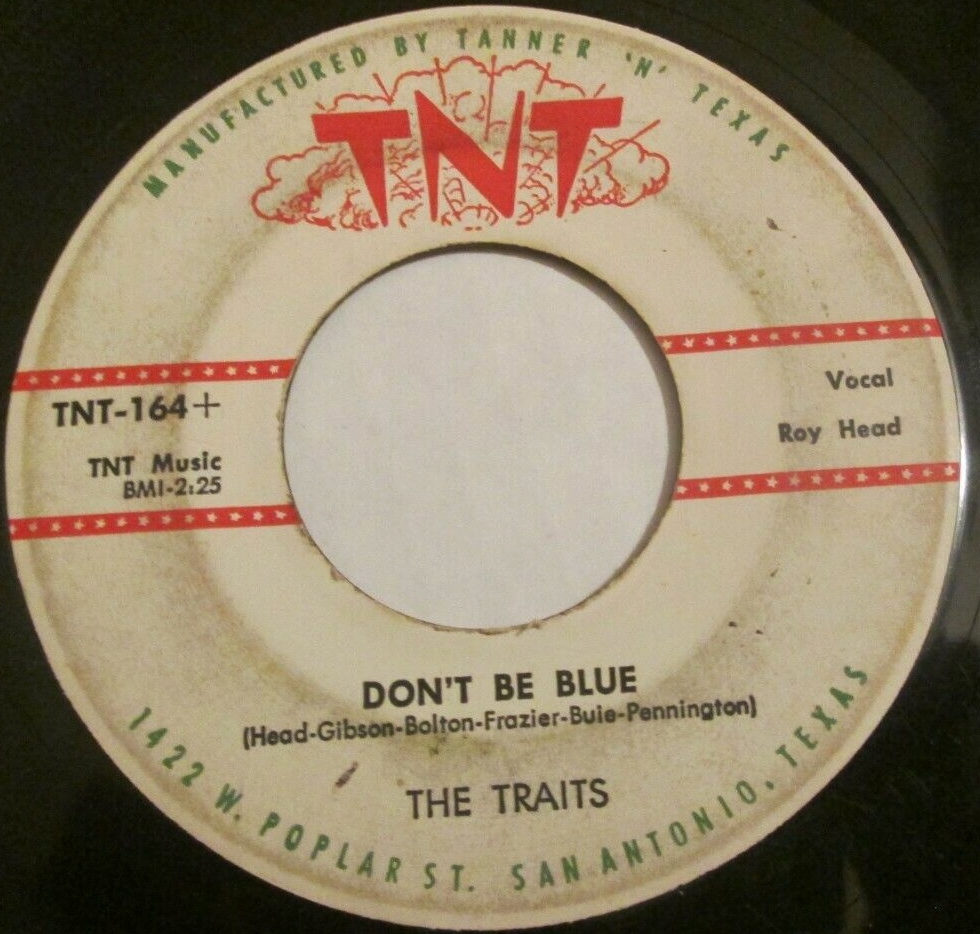 MANUFACTURED BY TANNER 'N' TEXAS
TNT
TNT-164+
TNT Music
BMI-2:25
Vocal
Roy Head
DON'T BE BLUE
(Head-Gibson-Bolton-Frazier-Buie-Pennington)
THE TRAITS
1422 W. POPLAR ST. SAN ANTONIO, TEXAS